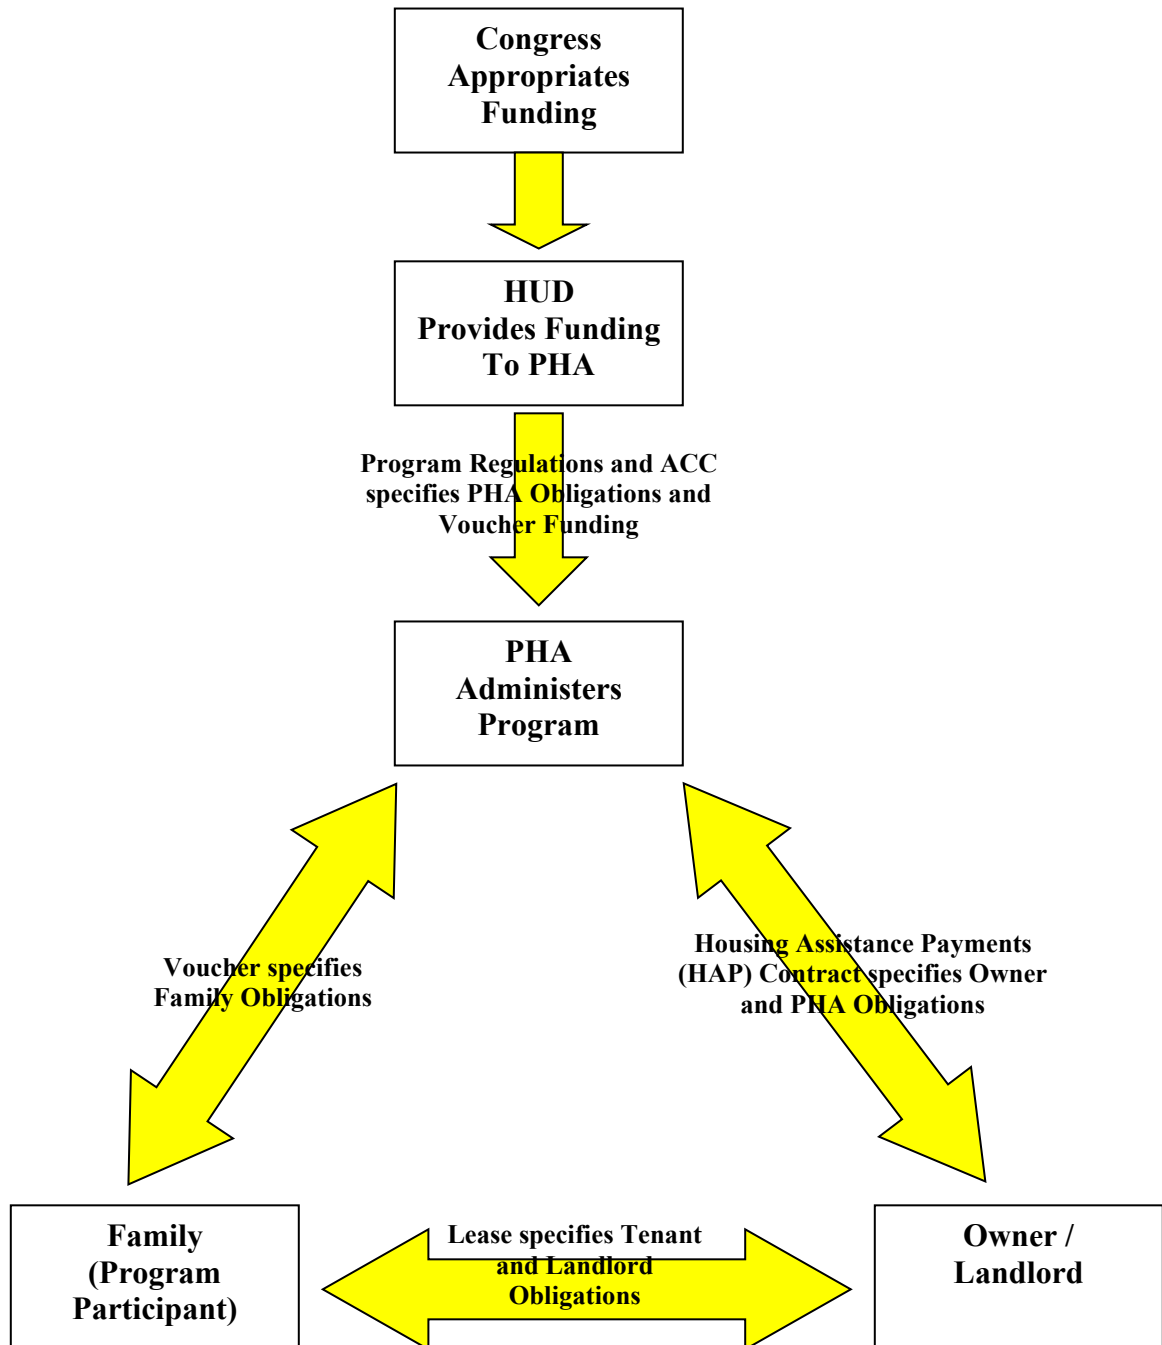 Congress
Appropriates
Funding
HUD
Provides Funding
To PHA
Program Regulations and ACC
specifies PHA Obligations and
Voucher Funding
PHA
Administers
Program
Voucher specifies
Family Obligations
Housing Assistance Payments
(HAP) Contract specifies Owner
and PHA Obligations
Family
(Program
Participant)
Lease specifies Tenant
and Landlord
Obligations
Owner /
Landlord